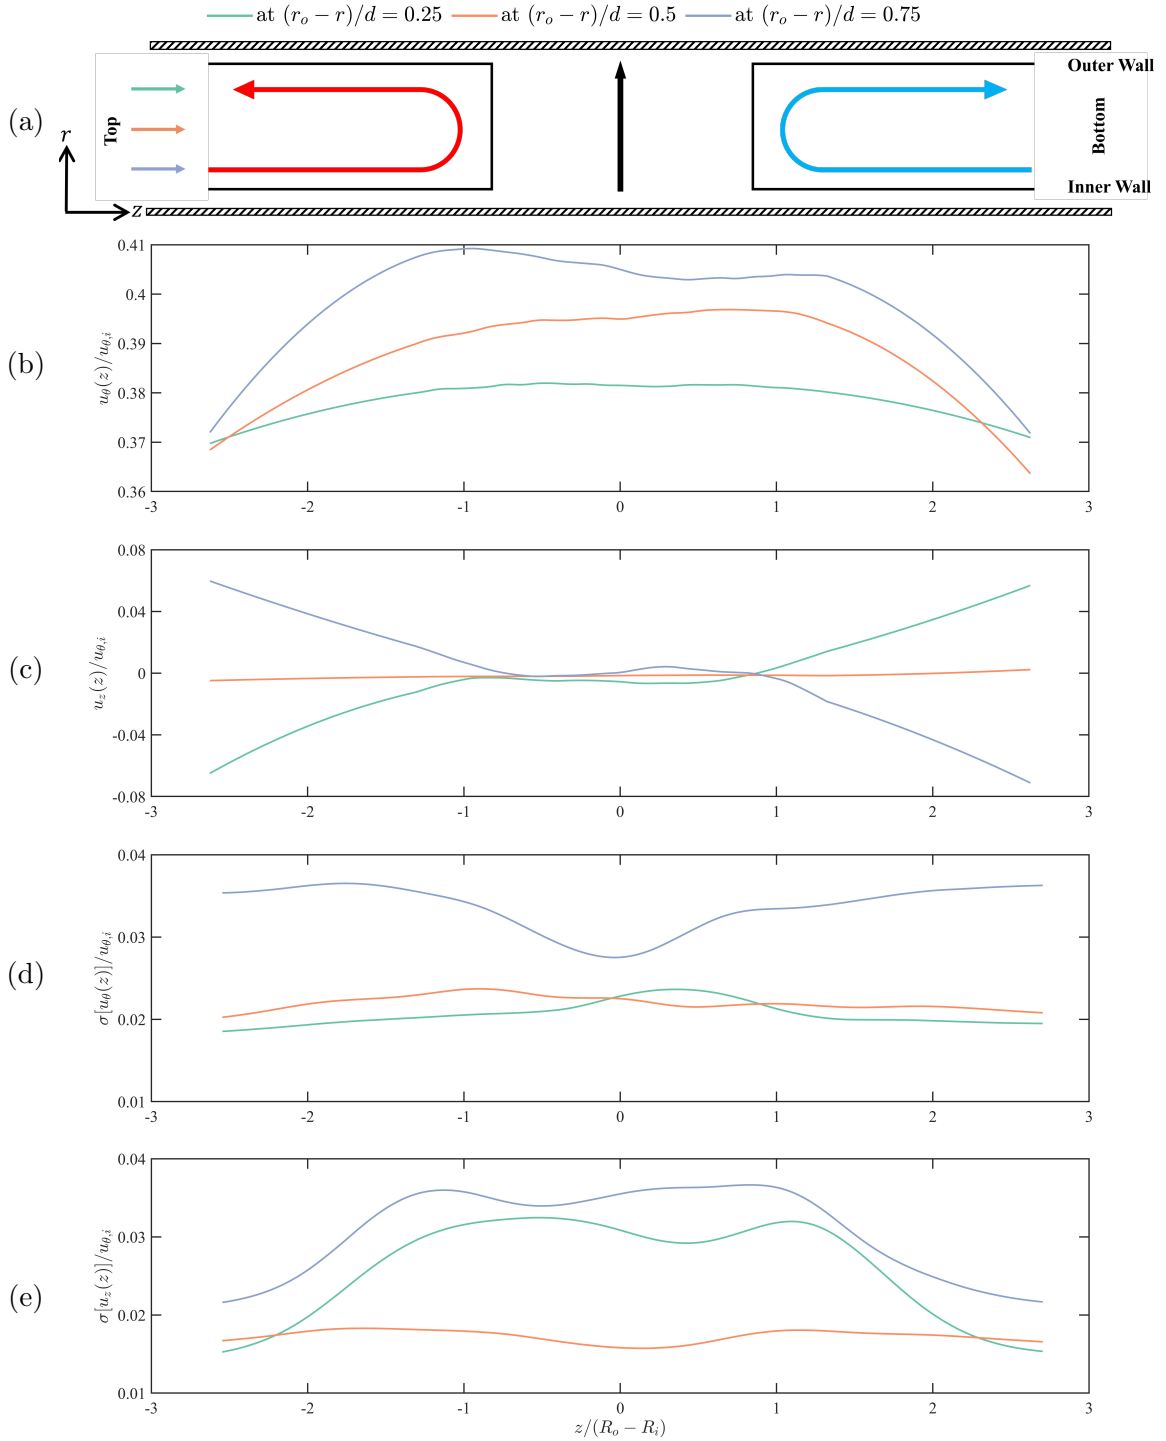 at (r_o − r)/d = 0.25 at (r_o − r)/d = 0.5 at (r_o − r)/d = 0.75
(a)
Top
Outer Wall
Bottom
Inner Wall
r
z
(b)
u_θ(z)/u_θ,i
0.41
0.4
0.39
0.38
0.37
0.36
-3 -2 -1 0 1 2 3
(c)
u_z(z)/u_θ,i
0.08
0.04
0
-0.04
-0.08
-3 -2 -1 0 1 2 3
(d)
σ[u_θ(z)]/u_θ,i
0.04
0.03
0.02
0.01
-3 -2 -1 0 1 2 3
(e)
σ[u_z(z)]/u_θ,i
0.04
0.03
0.02
0.01
-3 -2 -1 0 1 2 3
z/(R_o − R_i)